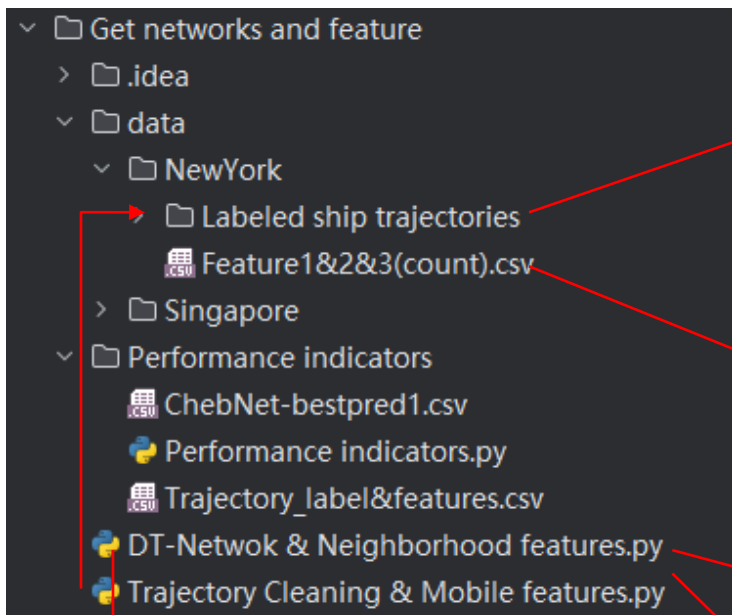 Get networks and feature
.idea
data
NewYork
Labeled ship trajectories
Feature1&2&3(count).csv
Singapore
Performance indicators
ChebNet-bestpred1.csv
Performance indicators.py
Trajectory_label&features.csv
DT-Netwok & Neighborhood features.py
Trajectory Cleaning & Mobile features.py